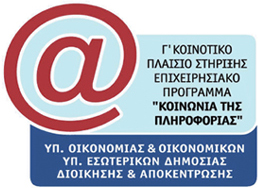 @
Γ' ΚΟΙΝΟΤΙΚΟ
ΠΛΑΙΣΙΟ ΣΤΗΡΙΞΗΣ
ΕΠΙΧΕΙΡΗΣΙΑΚΟ
ΠΡΟΓΡΑΜΜΑ
"ΚΟΙΝΩΝΙΑ ΤΗΣ
ΠΛΗΡΟΦΟΡΙΑΣ"
ΥΠ. ΟΙΚΟΝΟΜΙΑΣ & ΟΙΚΟΝΟΜΙΚΩΝ
ΥΠ. ΕΣΩΤΕΡΙΚΩΝ ΔΗΜΟΣΙΑΣ
ΔΙΟΙΚΗΣΗΣ & ΑΠΟΚΕΝΤΡΩΣΗΣ